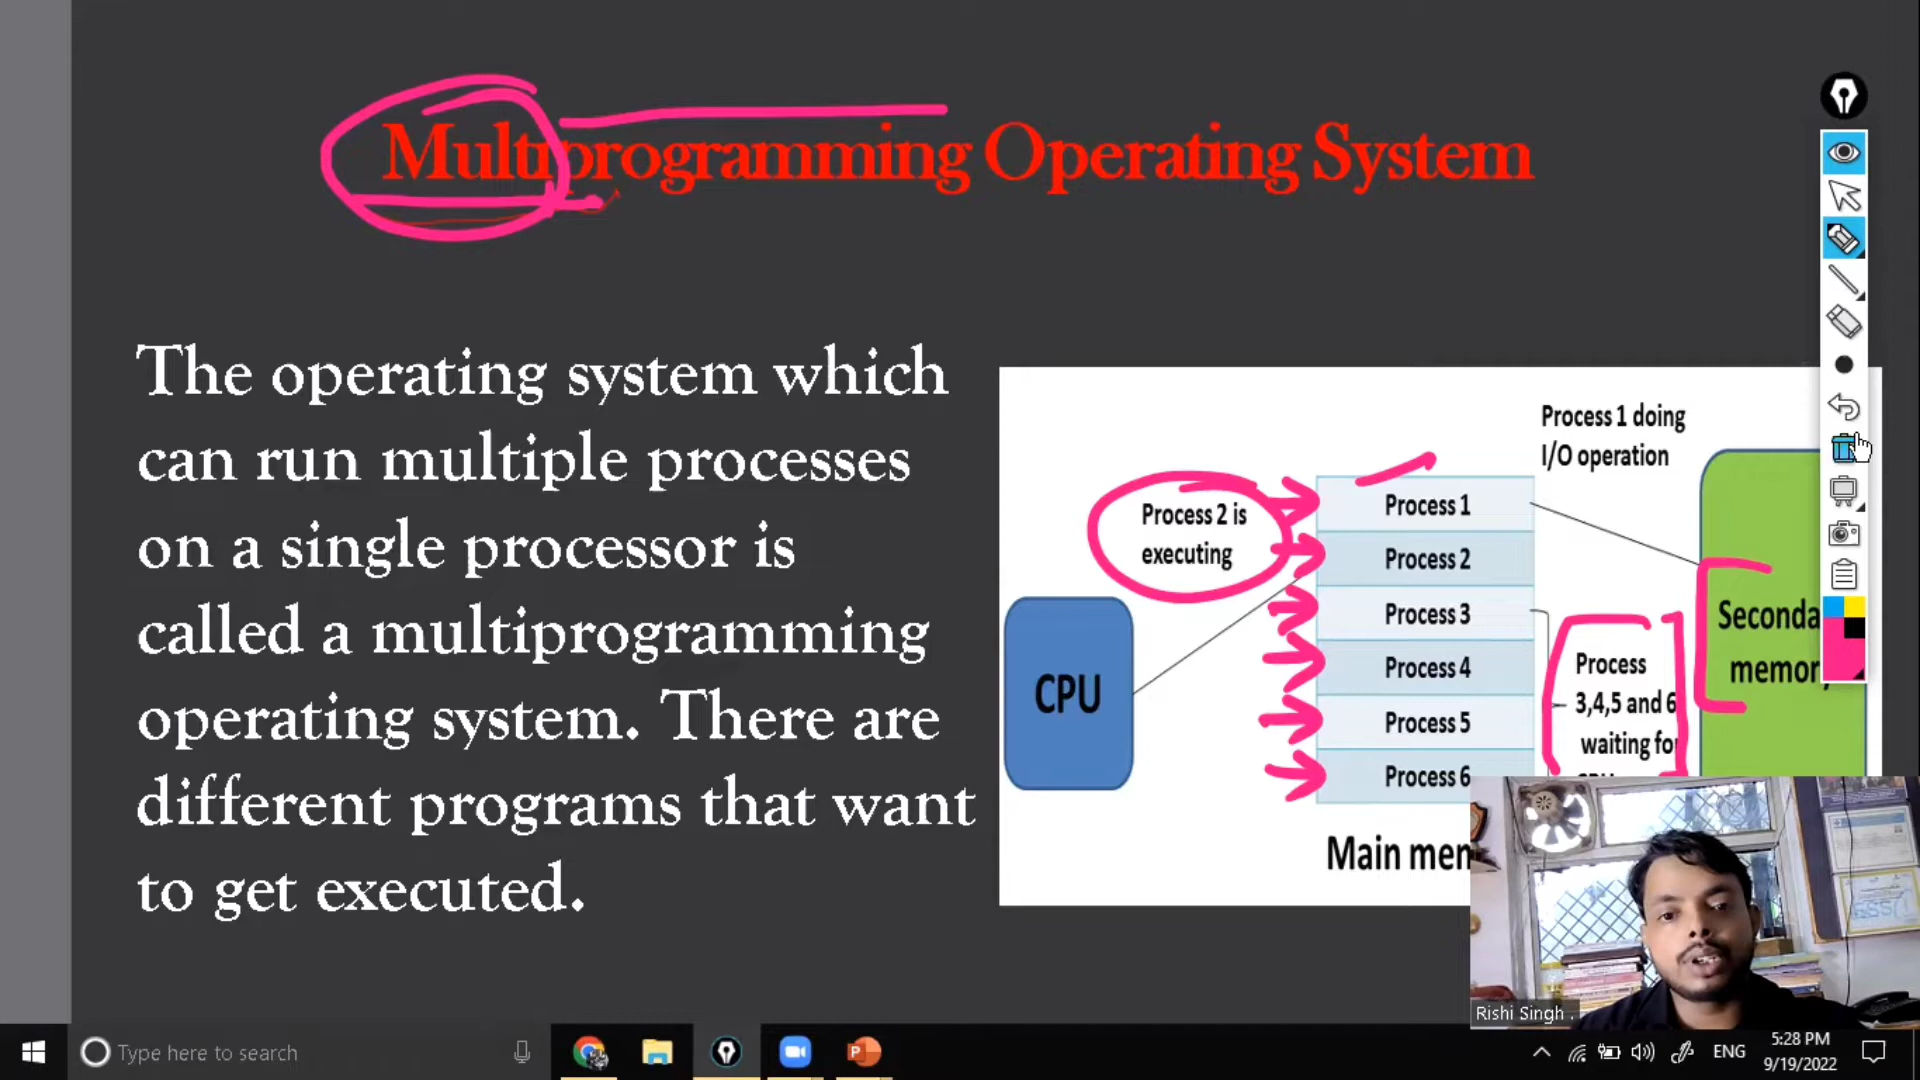 Multiprogramming Operating System
The operating system which
can run multiple processes
on a single processor is
called a multiprogramming
operating system. There are
different programs that want
to get executed.
Process 1 doing
I/O operation
Process 2 is
executing
Process 1
Process 2
Process 3
Process 4
Process 5
Process 6
CPU
Process
3,4,5 and 6
waiting for
Main
Rishi Singh .
Type here to search
ENG
5:28 PM
9/19/2022